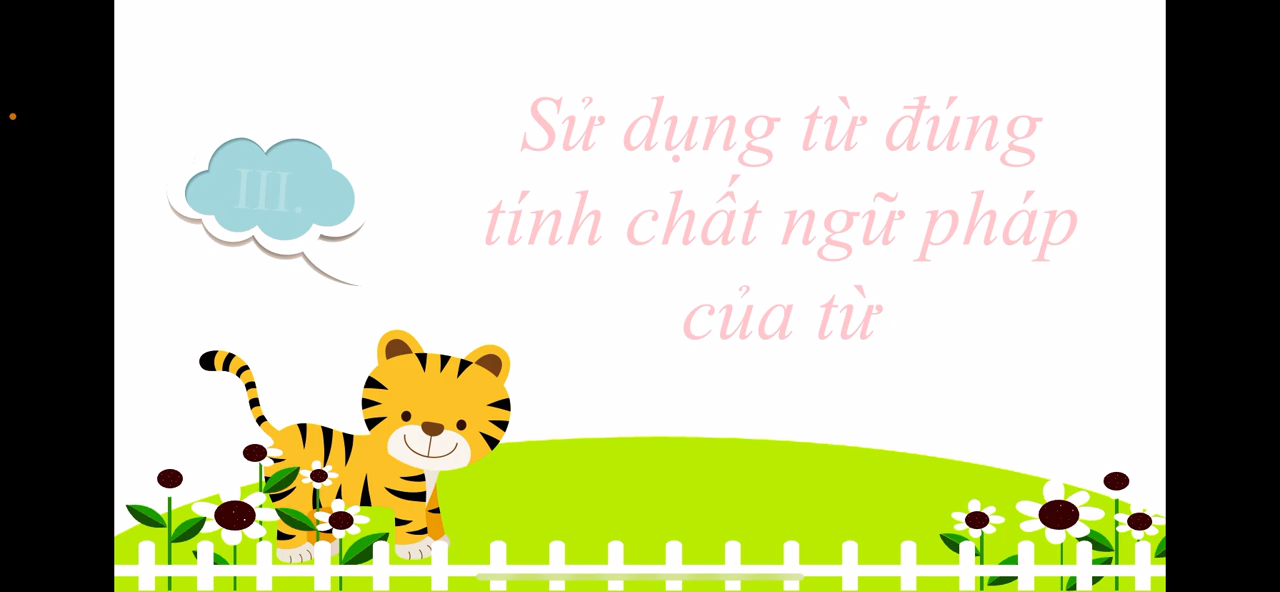 III.
Sử dụng từ đúng
tính chất ngữ pháp
của từ